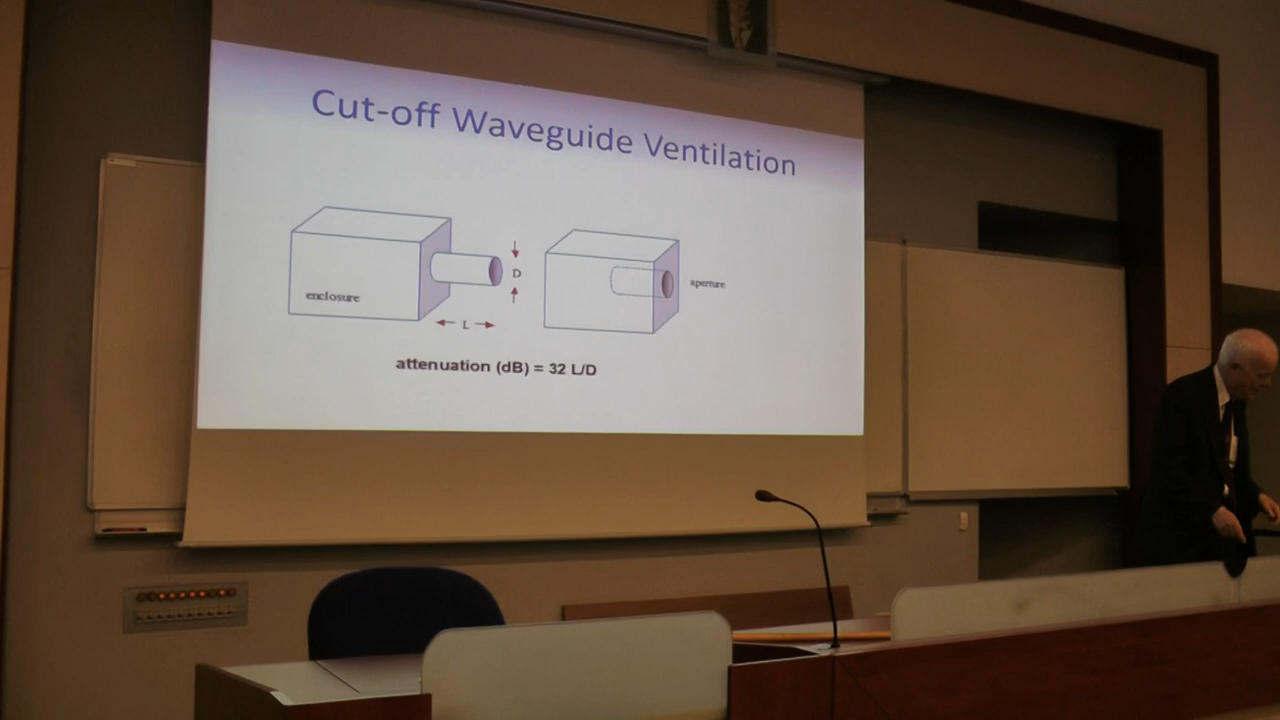 Cut-off Waveguide Ventilation
enclosure
D
L
aperture
attenuation (dB) = 32 L/D